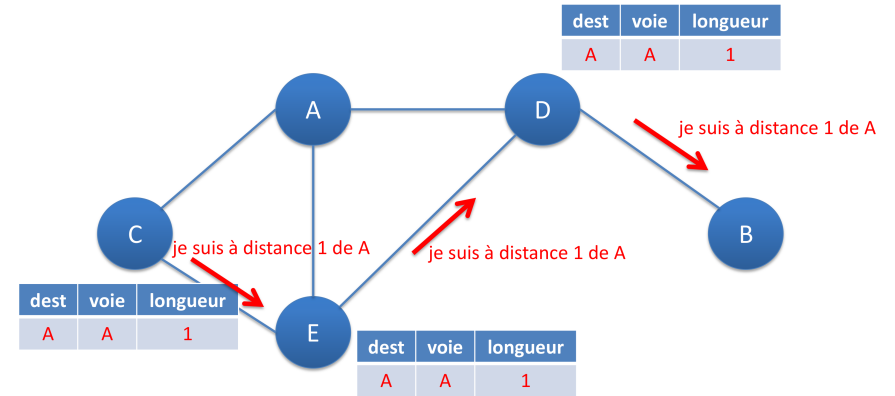 dest voie longueur
A A 1
A
D
je suis à distance 1 de A
C
B
je suis à distance 1 de A
je suis à distance 1 de A
dest voie longueur
A A 1
E
dest voie longueur
A A 1